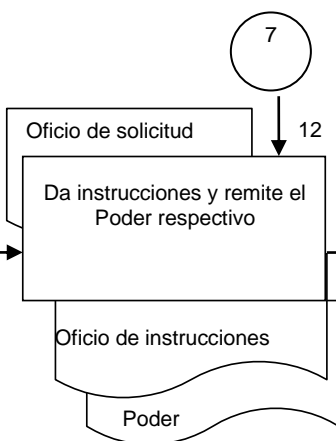 7
12
Oficio de solicitud
Da instrucciones y remite el
Poder respectivo
Oficio de instrucciones
Poder